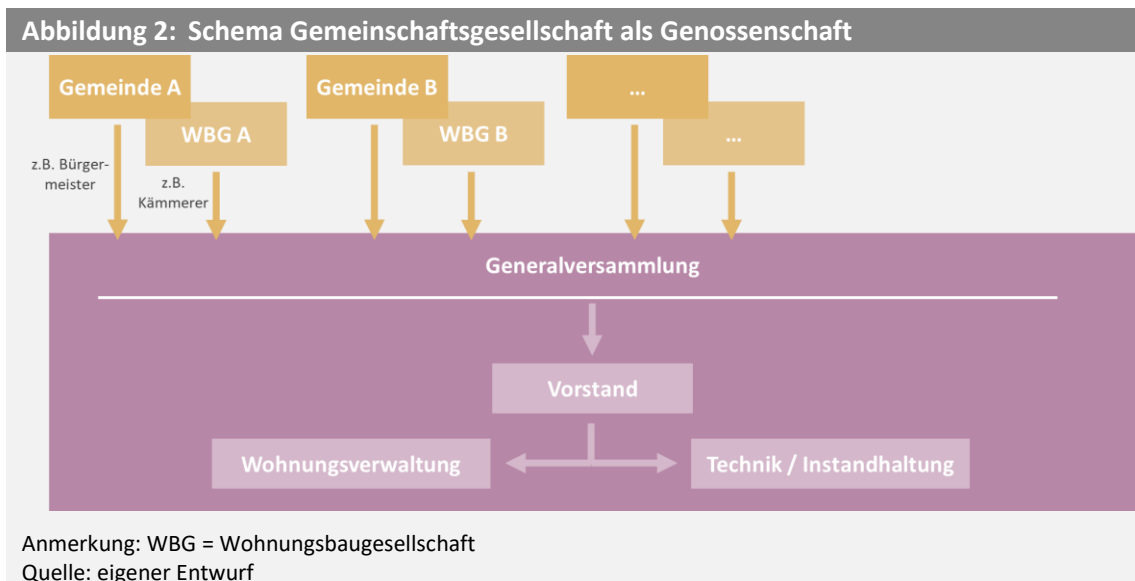 Abbildung 2: Schema Gemeinschaftsgesellschaft als Genossenschaft
Gemeinde A
Gemeinde B
...
WBG A
WBG B
...
z.B. Bürger-
meister
z.B.
Kämmerer
Generalversammlung
Vorstand
Wohnungsverwaltung
Technik / Instandhaltung
Anmerkung: WBG = Wohnungsbaugesellschaft
Quelle: eigener Entwurf